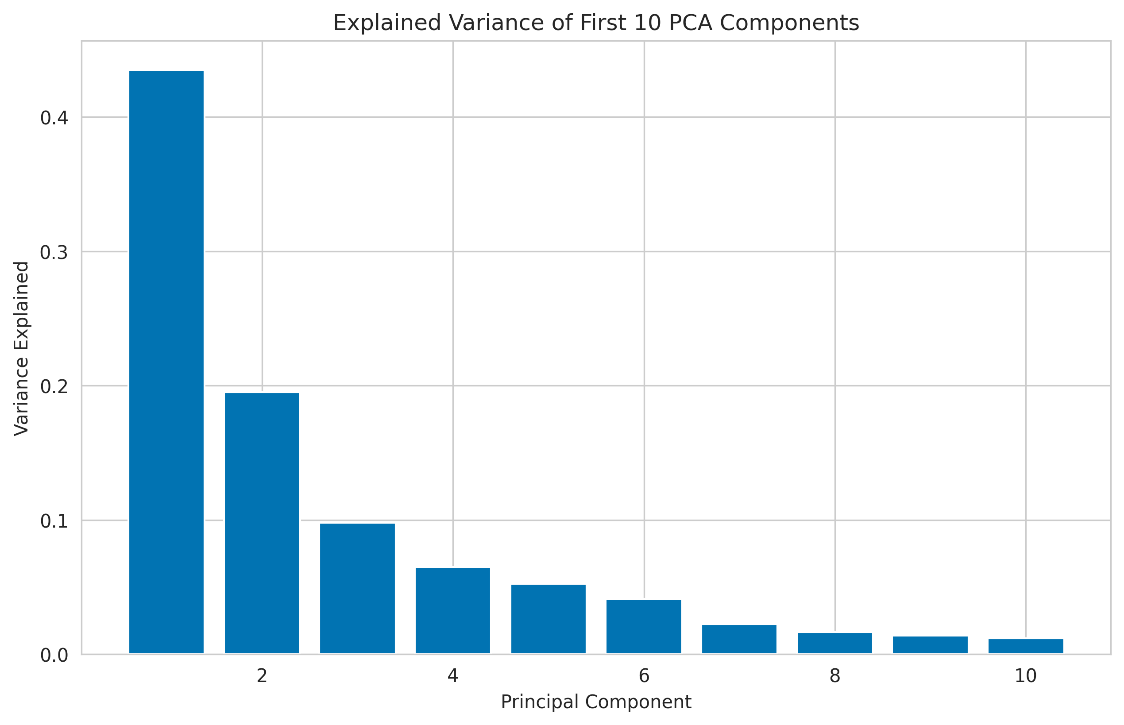 Explained Variance of First 10 PCA Components
Variance Explained
0.4
0.3
0.2
0.1
0.0
2 4 6 8 10
Principal Component